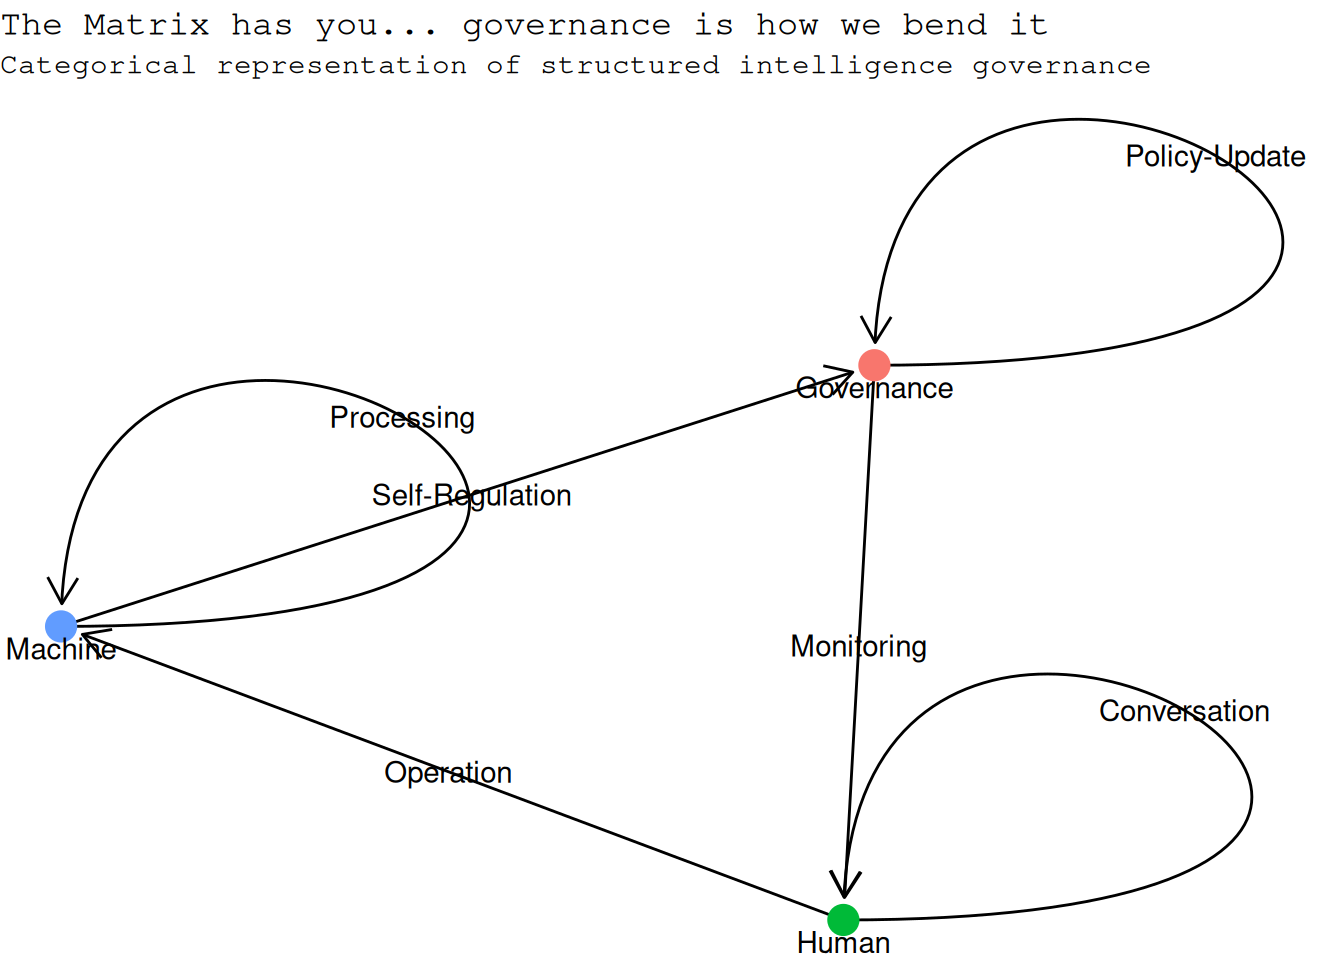 The Matrix has you... governance is how we bend it
Categorical representation of structured intelligence governance
Policy-Update
Governance
Processing
Self-Regulation
Machine
Monitoring
Conversation
Operation
Human